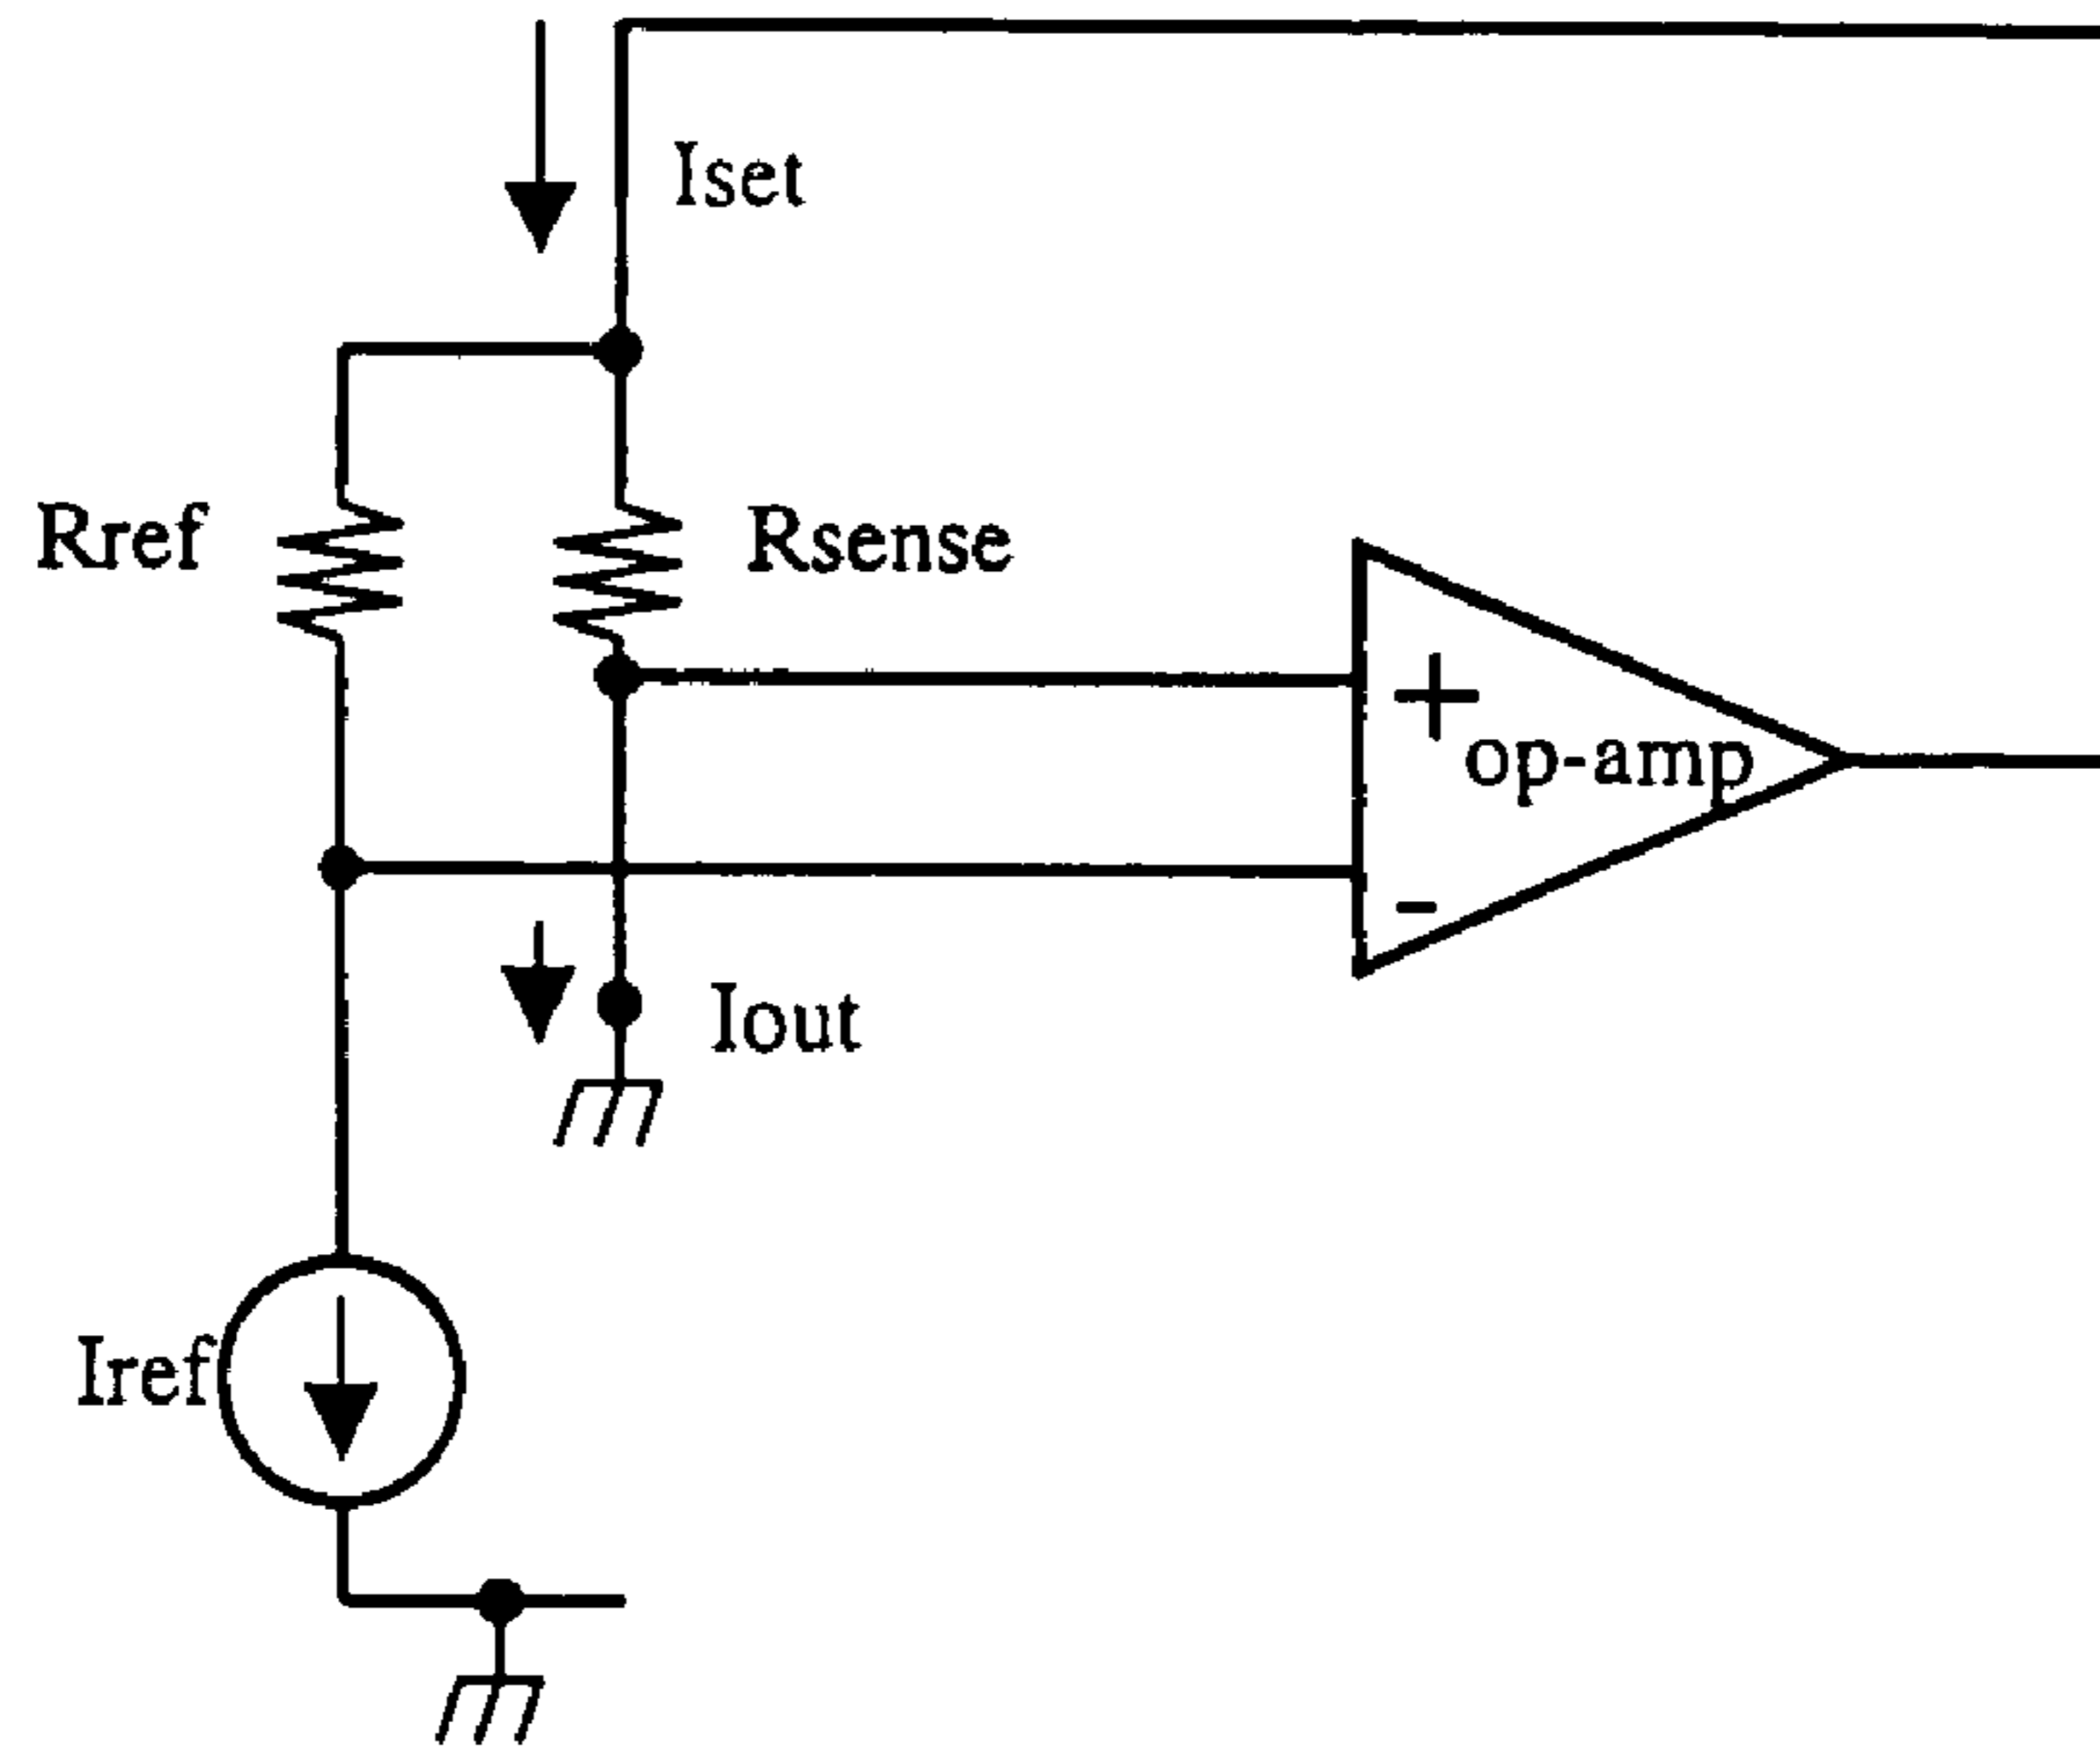 Iset
Rref
Rsense
+
op-amp
-
Iout
Iref